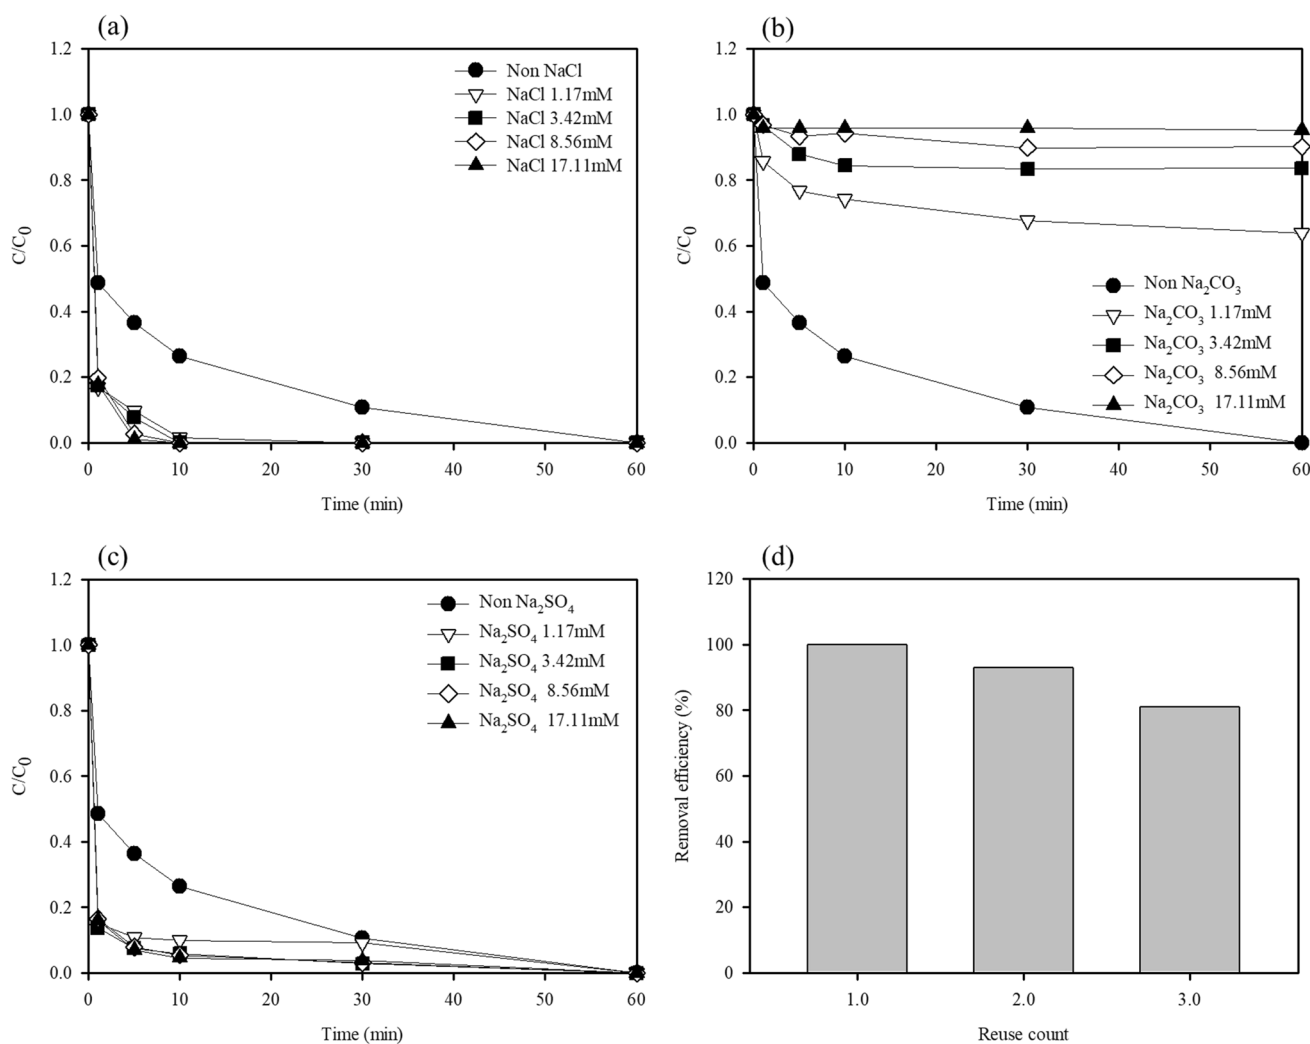 (a)
1.2
1.0
0.8
0.6
0.4
0.2
0.0
C/C0
Non NaCl
NaCl 1.17mM
NaCl 3.42mM
NaCl 8.56mM
NaCl 17.11mM
0 10 20 30 40 50 60
Time (min)
(b)
1.2
1.0
0.8
0.6
0.4
0.2
0.0
C/C0
Non Na2CO3
Na2CO3 1.17mM
Na2CO3 3.42mM
Na2CO3 8.56mM
Na2CO3 17.11mM
0 10 20 30 40 50 60
Time (min)
(c)
1.2
1.0
0.8
0.6
0.4
0.2
0.0
C/C0
Non Na2SO4
Na2SO4 1.17mM
Na2SO4 3.42mM
Na2SO4 8.56mM
Na2SO4 17.11mM
0 10 20 30 40 50 60
Time (min)
(d)
120
100
80
60
40
20
0
Removal efficiency (%)
1.0 2.0 3.0
Reuse count